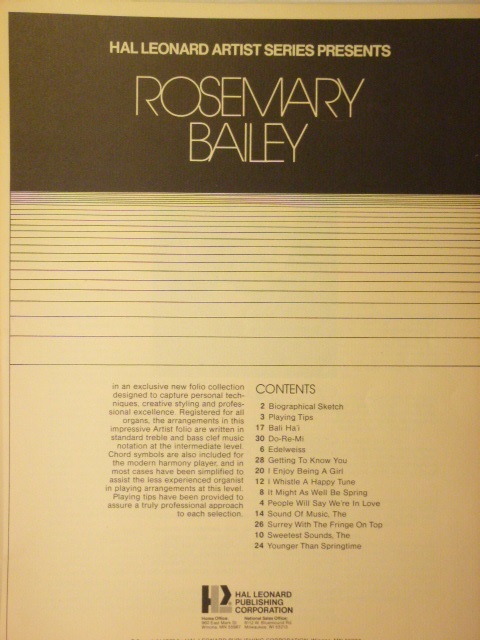 HAL LEONARD ARTIST SERIES PRESENTS
ROSEMARY
BAILEY
in an exclusive new folio collection
designed to capture personal tech-
niques, creative styling and profes-
sional excellence. Registered for all
organs, the arrangements in this
impressive Artist folio are written in
standard treble and bass clef music
notation at the intermediate level.
Chord symbols are also included for
the modern harmony player, and in
most cases have been simplified to
assist the less experienced organist
in playing arrangements at this level.
Playing tips have been provided to
assure a truly professional approach
to each selection.
CONTENTS
2 Biographical Sketch
3 Playing Tips
17 Bali Ha'i
30 Do-Re-Mi
6 Edelweiss
28 Getting To Know You
20 I Enjoy Being A Girl
12 I Whistle A Happy Tune
8 It Might As Well Be Spring
4 People Will Say We're In Love
14 Sound Of Music, The
26 Surrey With The Fringe On Top
10 Sweetest Sounds, The
24 Younger Than Springtime
HAL LEONARD
PUBLISHING
CORPORATION
Home Office:
National Sales Office: